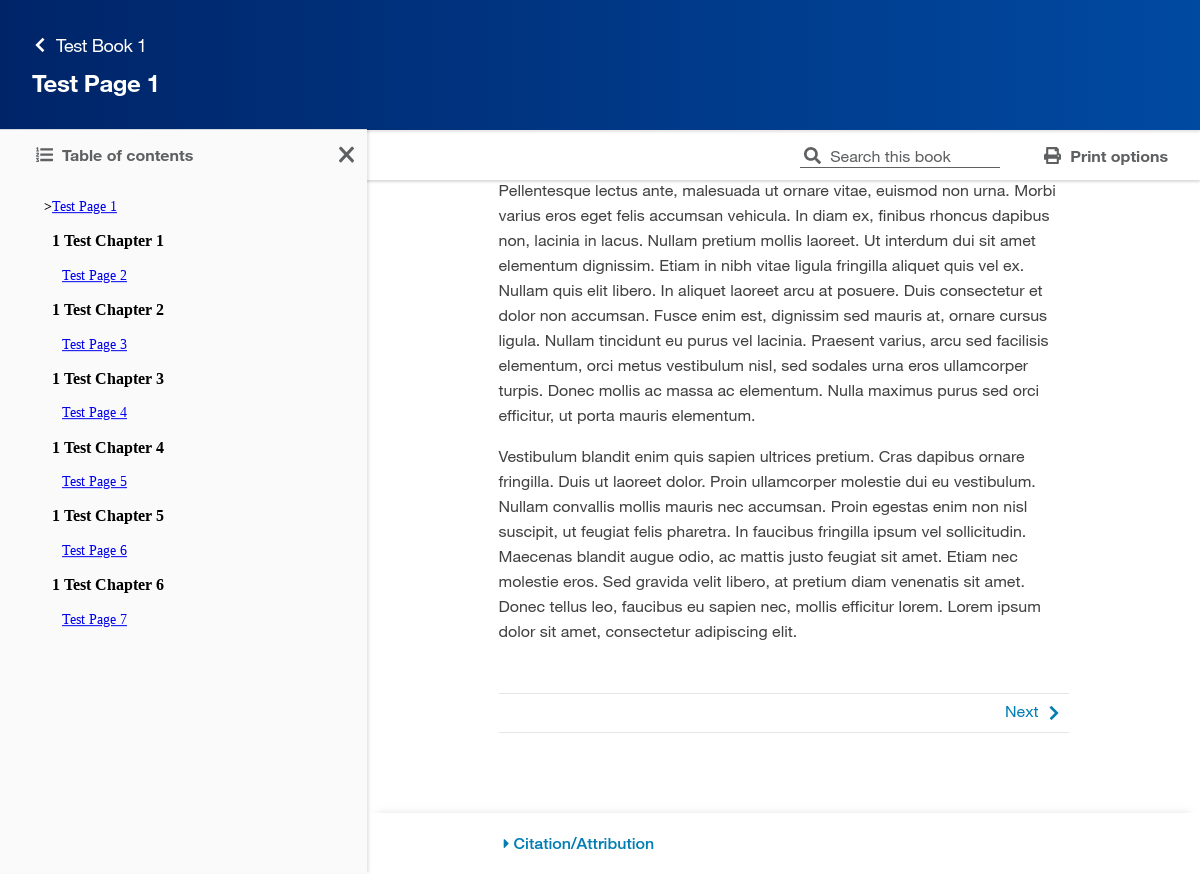 Test Book 1
Test Page 1
Table of contents
Search this book
Print options
>Test Page 1
1 Test Chapter 1
Test Page 2
1 Test Chapter 2
Test Page 3
1 Test Chapter 3
Test Page 4
1 Test Chapter 4
Test Page 5
1 Test Chapter 5
Test Page 6
1 Test Chapter 6
Test Page 7
Pellentesque lectus ante, malesuada ut ornare vitae, euismod non urna. Morbi
varius eros eget felis accumsan vehicula. In diam ex, finibus rhoncus dapibus
non, lacinia in lacus. Nullam pretium mollis laoreet. Ut interdum dui sit amet
elementum dignissim. Etiam in nibh vitae ligula fringilla aliquet quis vel ex.
Nullam quis elit libero. In aliquet laoreet arcu at posuere. Duis consectetur et
dolor non accumsan. Fusce enim est, dignissim sed mauris at, ornare cursus
ligula. Nullam tincidunt eu purus vel lacinia. Praesent varius, arcu sed facilisis
elementum, orci metus vestibulum nisl, sed sodales urna eros ullamcorper
turpis. Donec mollis ac massa ac elementum. Nulla maximus purus sed orci
efficitur, ut porta mauris elementum.
Vestibulum blandit enim quis sapien ultrices pretium. Cras dapibus ornare
fringilla. Duis ut laoreet dolor. Proin ullamcorper molestie dui eu vestibulum.
Nullam convallis mollis mauris nec accumsan. Proin egestas enim non nisl
suscipit, ut feugiat felis pharetra. In faucibus fringilla ipsum vel sollicitudin.
Maecenas blandit augue odio, ac mattis justo feugiat sit amet. Etiam nec
molestie eros. Sed gravida velit libero, at pretium diam venenatis sit amet.
Donec tellus leo, faucibus eu sapien nec, mollis efficitur lorem. Lorem ipsum
dolor sit amet, consectetur adipiscing elit.
Next
Citation/Attribution